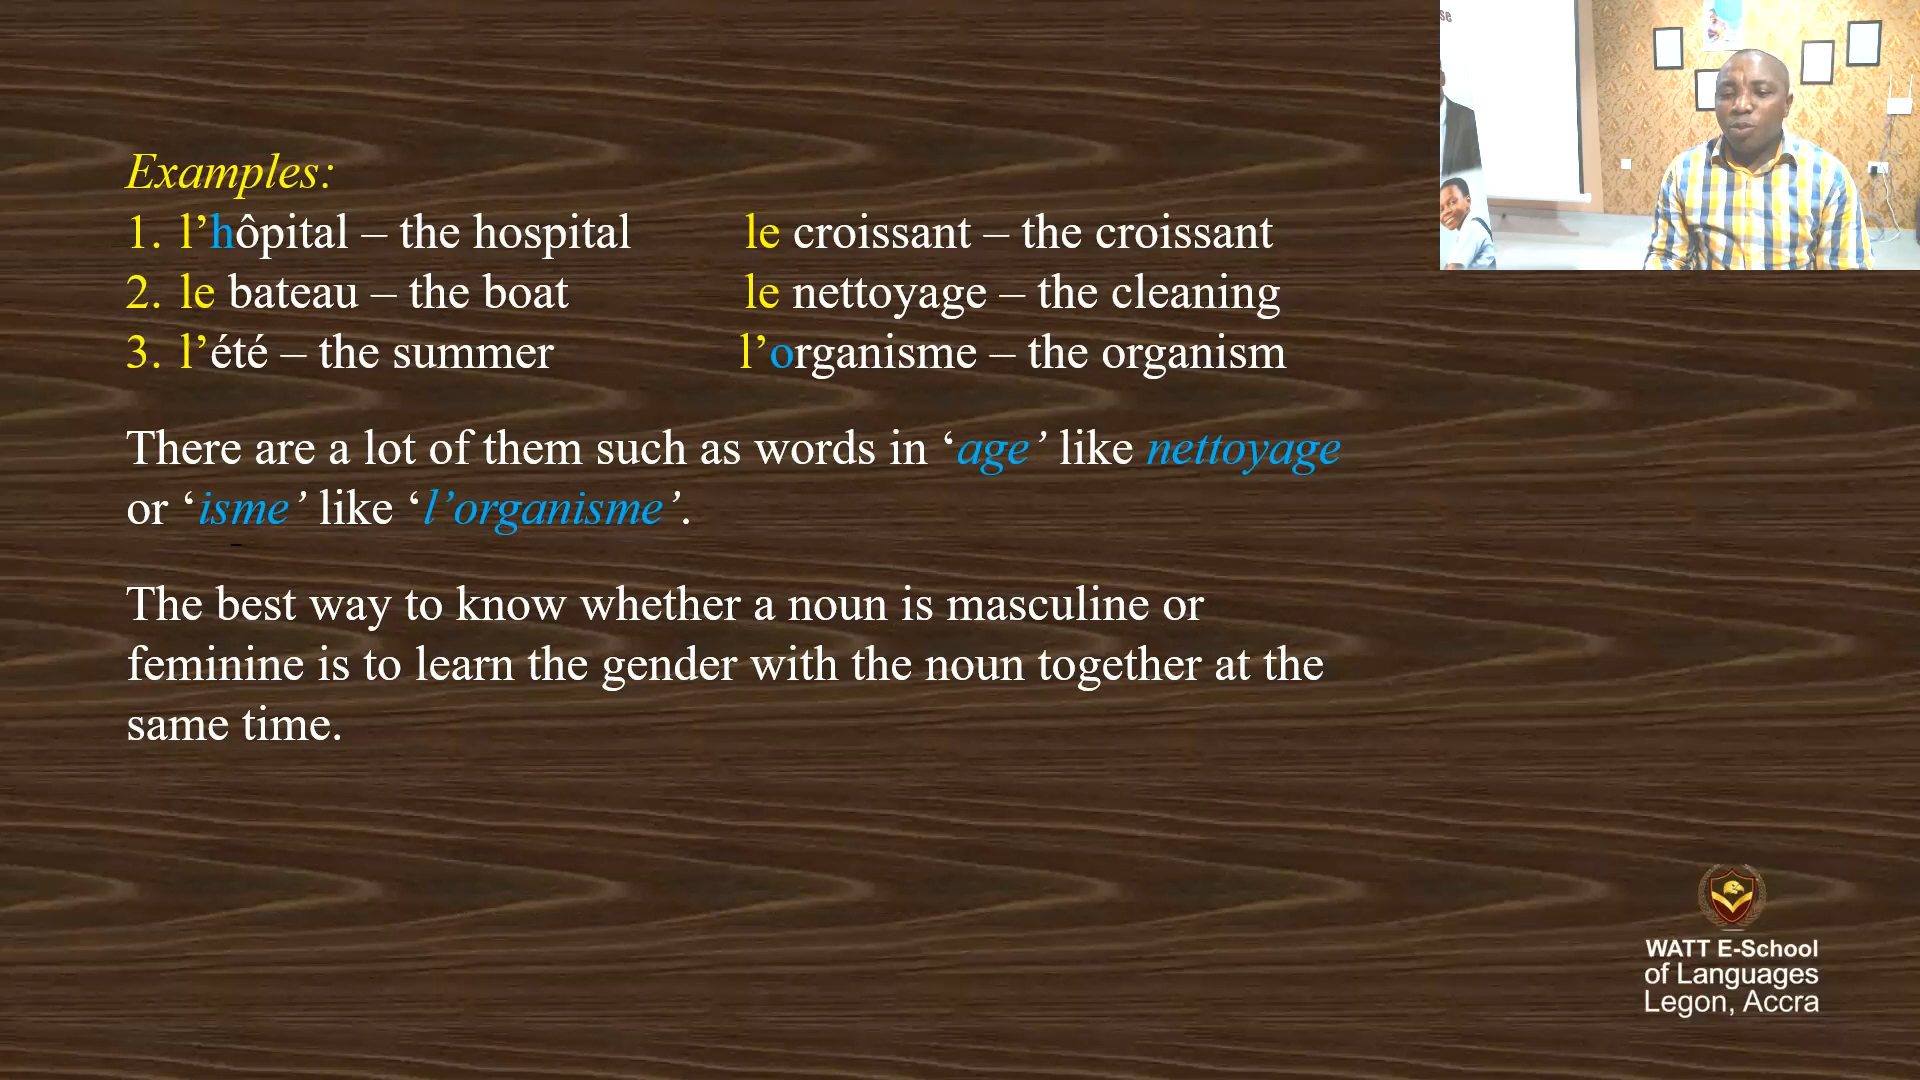 Examples:
1. l’hôpital – the hospital le croissant – the croissant
2. le bateau – the boat le nettoyage – the cleaning
3. l’été – the summer l’organisme – the organism
There are a lot of them such as words in ‘age’ like nettoyage
or ‘isme’ like ‘l’organisme’.
The best way to know whether a noun is masculine or
feminine is to learn the gender with the noun together at the
same time.
se
WATT E-School
of Languages
Legon, Accra